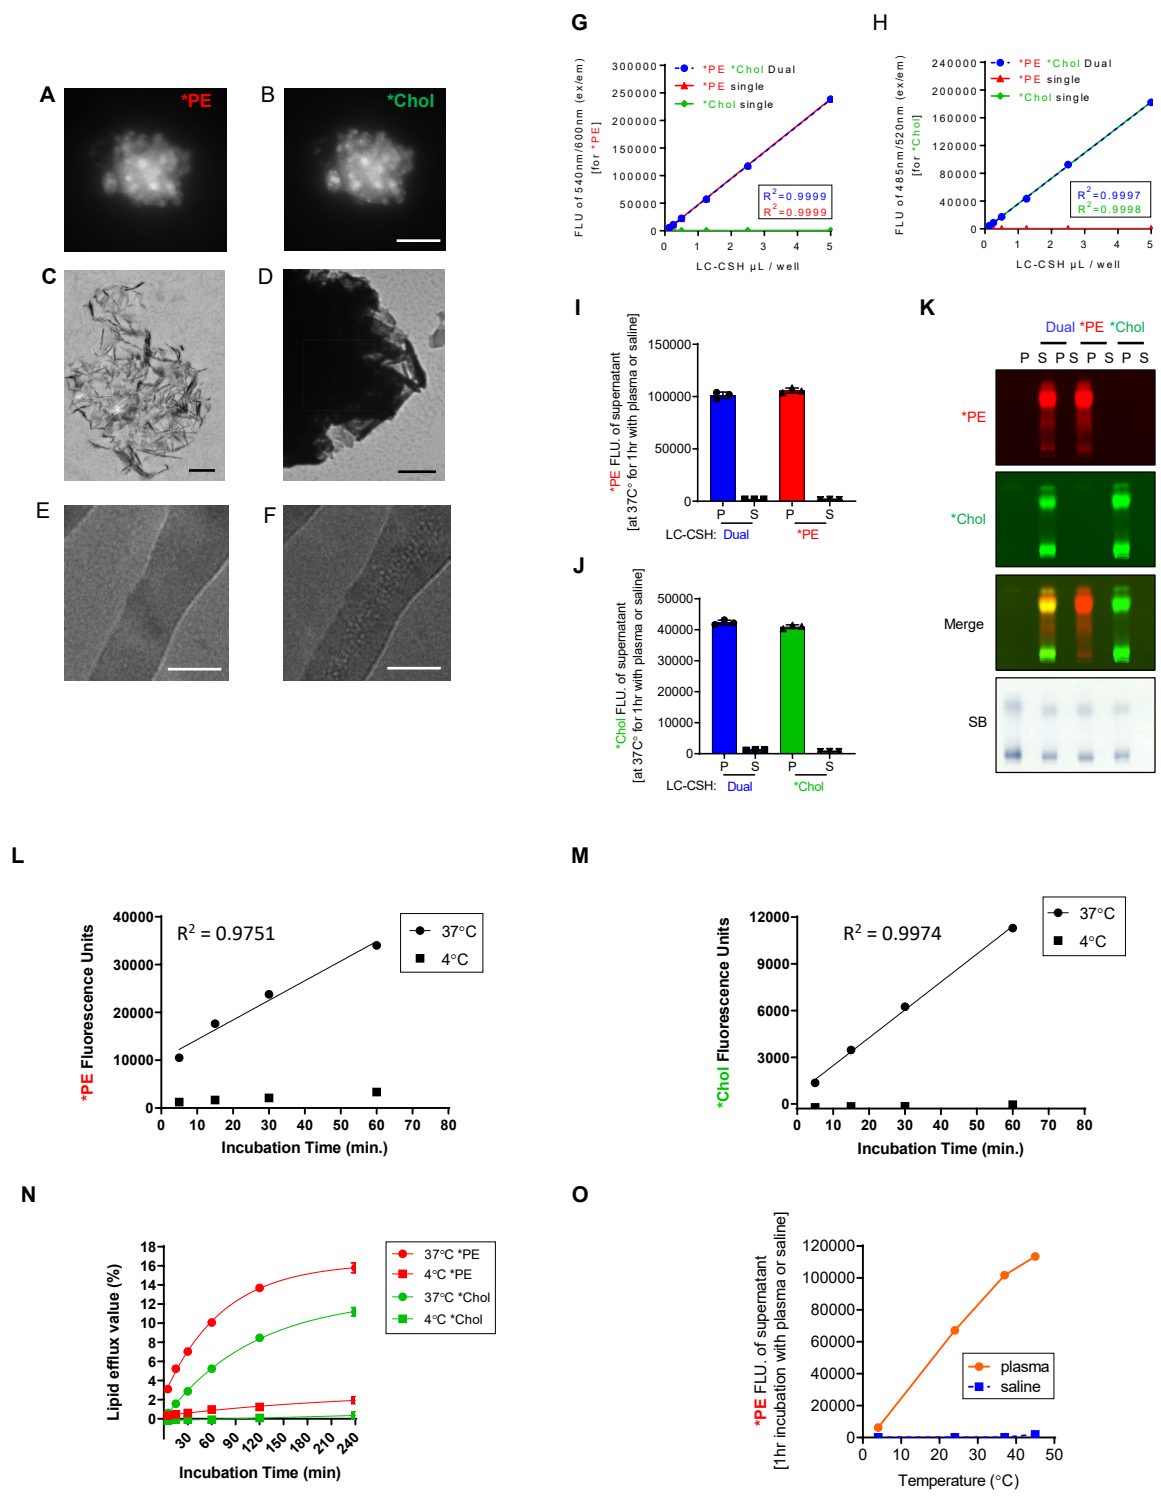 A
*PE
B
*Chol
C
D
E
F
G
FLU of 540nm/600nm (ex/em)
[for *PE]
300000
250000
200000
150000
100000
50000
0
*PE *Chol Dual
*PE single
*Chol single
R²=0.9999
R²=0.9999
0 1 2 3 4 5
LC-CSH µL / well
H
FLU of 485nm/520nm (ex/em)
[for *Chol]
240000
200000
160000
120000
80000
40000
0
*PE *Chol Dual
*PE single
*Chol single
R²=0.9997
R²=0.9998
0 1 2 3 4 5
LC-CSH µL / well
I
*PE FLU. of supernatant
[at 37C° for 1hr with plasma or saline]
150000
100000
50000
0
P S P S
LC-CSH: Dual *PE
J
*Chol FLU. of supernatant
[at 37C° for 1hr with plasma or saline]
50000
40000
30000
20000
10000
0
P S P S
LC-CSH: Dual *Chol
K
Dual *PE *Chol
P S P S P S P S
*PE
*Chol
Merge
SB
L
*PE Fluorescence Units
40000
30000
20000
10000
0
R² = 0.9751
37°C
4°C
0 10 20 30 40 50 60 70 80
Incubation Time (min.)
M
*Chol Fluorescence Units
12000
9000
6000
3000
0
R² = 0.9974
37°C
4°C
0 10 20 30 40 50 60 70 80
Incubation Time (min.)
N
Lipid efflux value (%)
18
16
14
12
10
8
6
4
2
0
37°C *PE
4°C *PE
37°C *Chol
4°C *Chol
30 60 90 120 150 180 210 240
Incubation Time (min)
O
*PE FLU. of supernatant
[1hr incubation with plasma or saline]
120000
100000
80000
60000
40000
20000
0
plasma
saline
0 10 20 30 40 50
Temperature (°C)